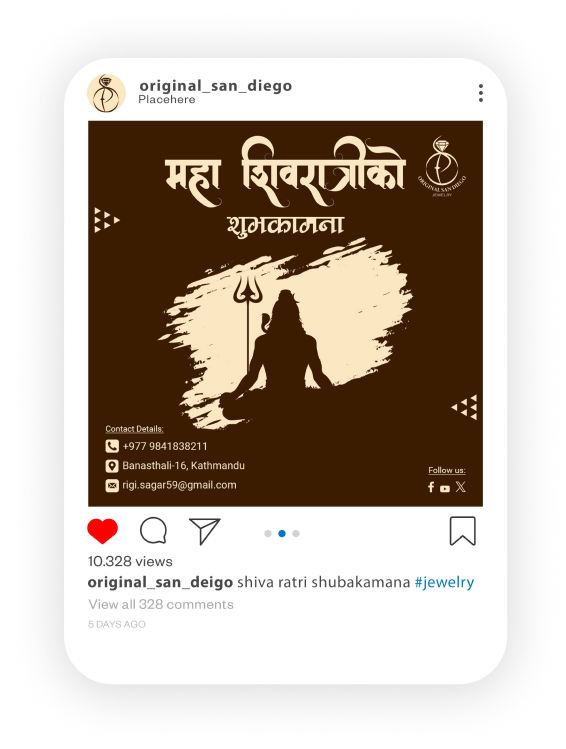 original_san_diego
Placehere
महा शिवरात्रीको
शुभकामना
ORIGINAL SAN DIEGO
JEWELRY
Contact Details:
+977 9841838211
Banasthali-16, Kathmandu
rigi.sagar59@gmail.com
Follow us:
10.328 views
original_san_deigo shiva ratri shubakamana #jewelry
View all 328 comments
5 DAYS AGO